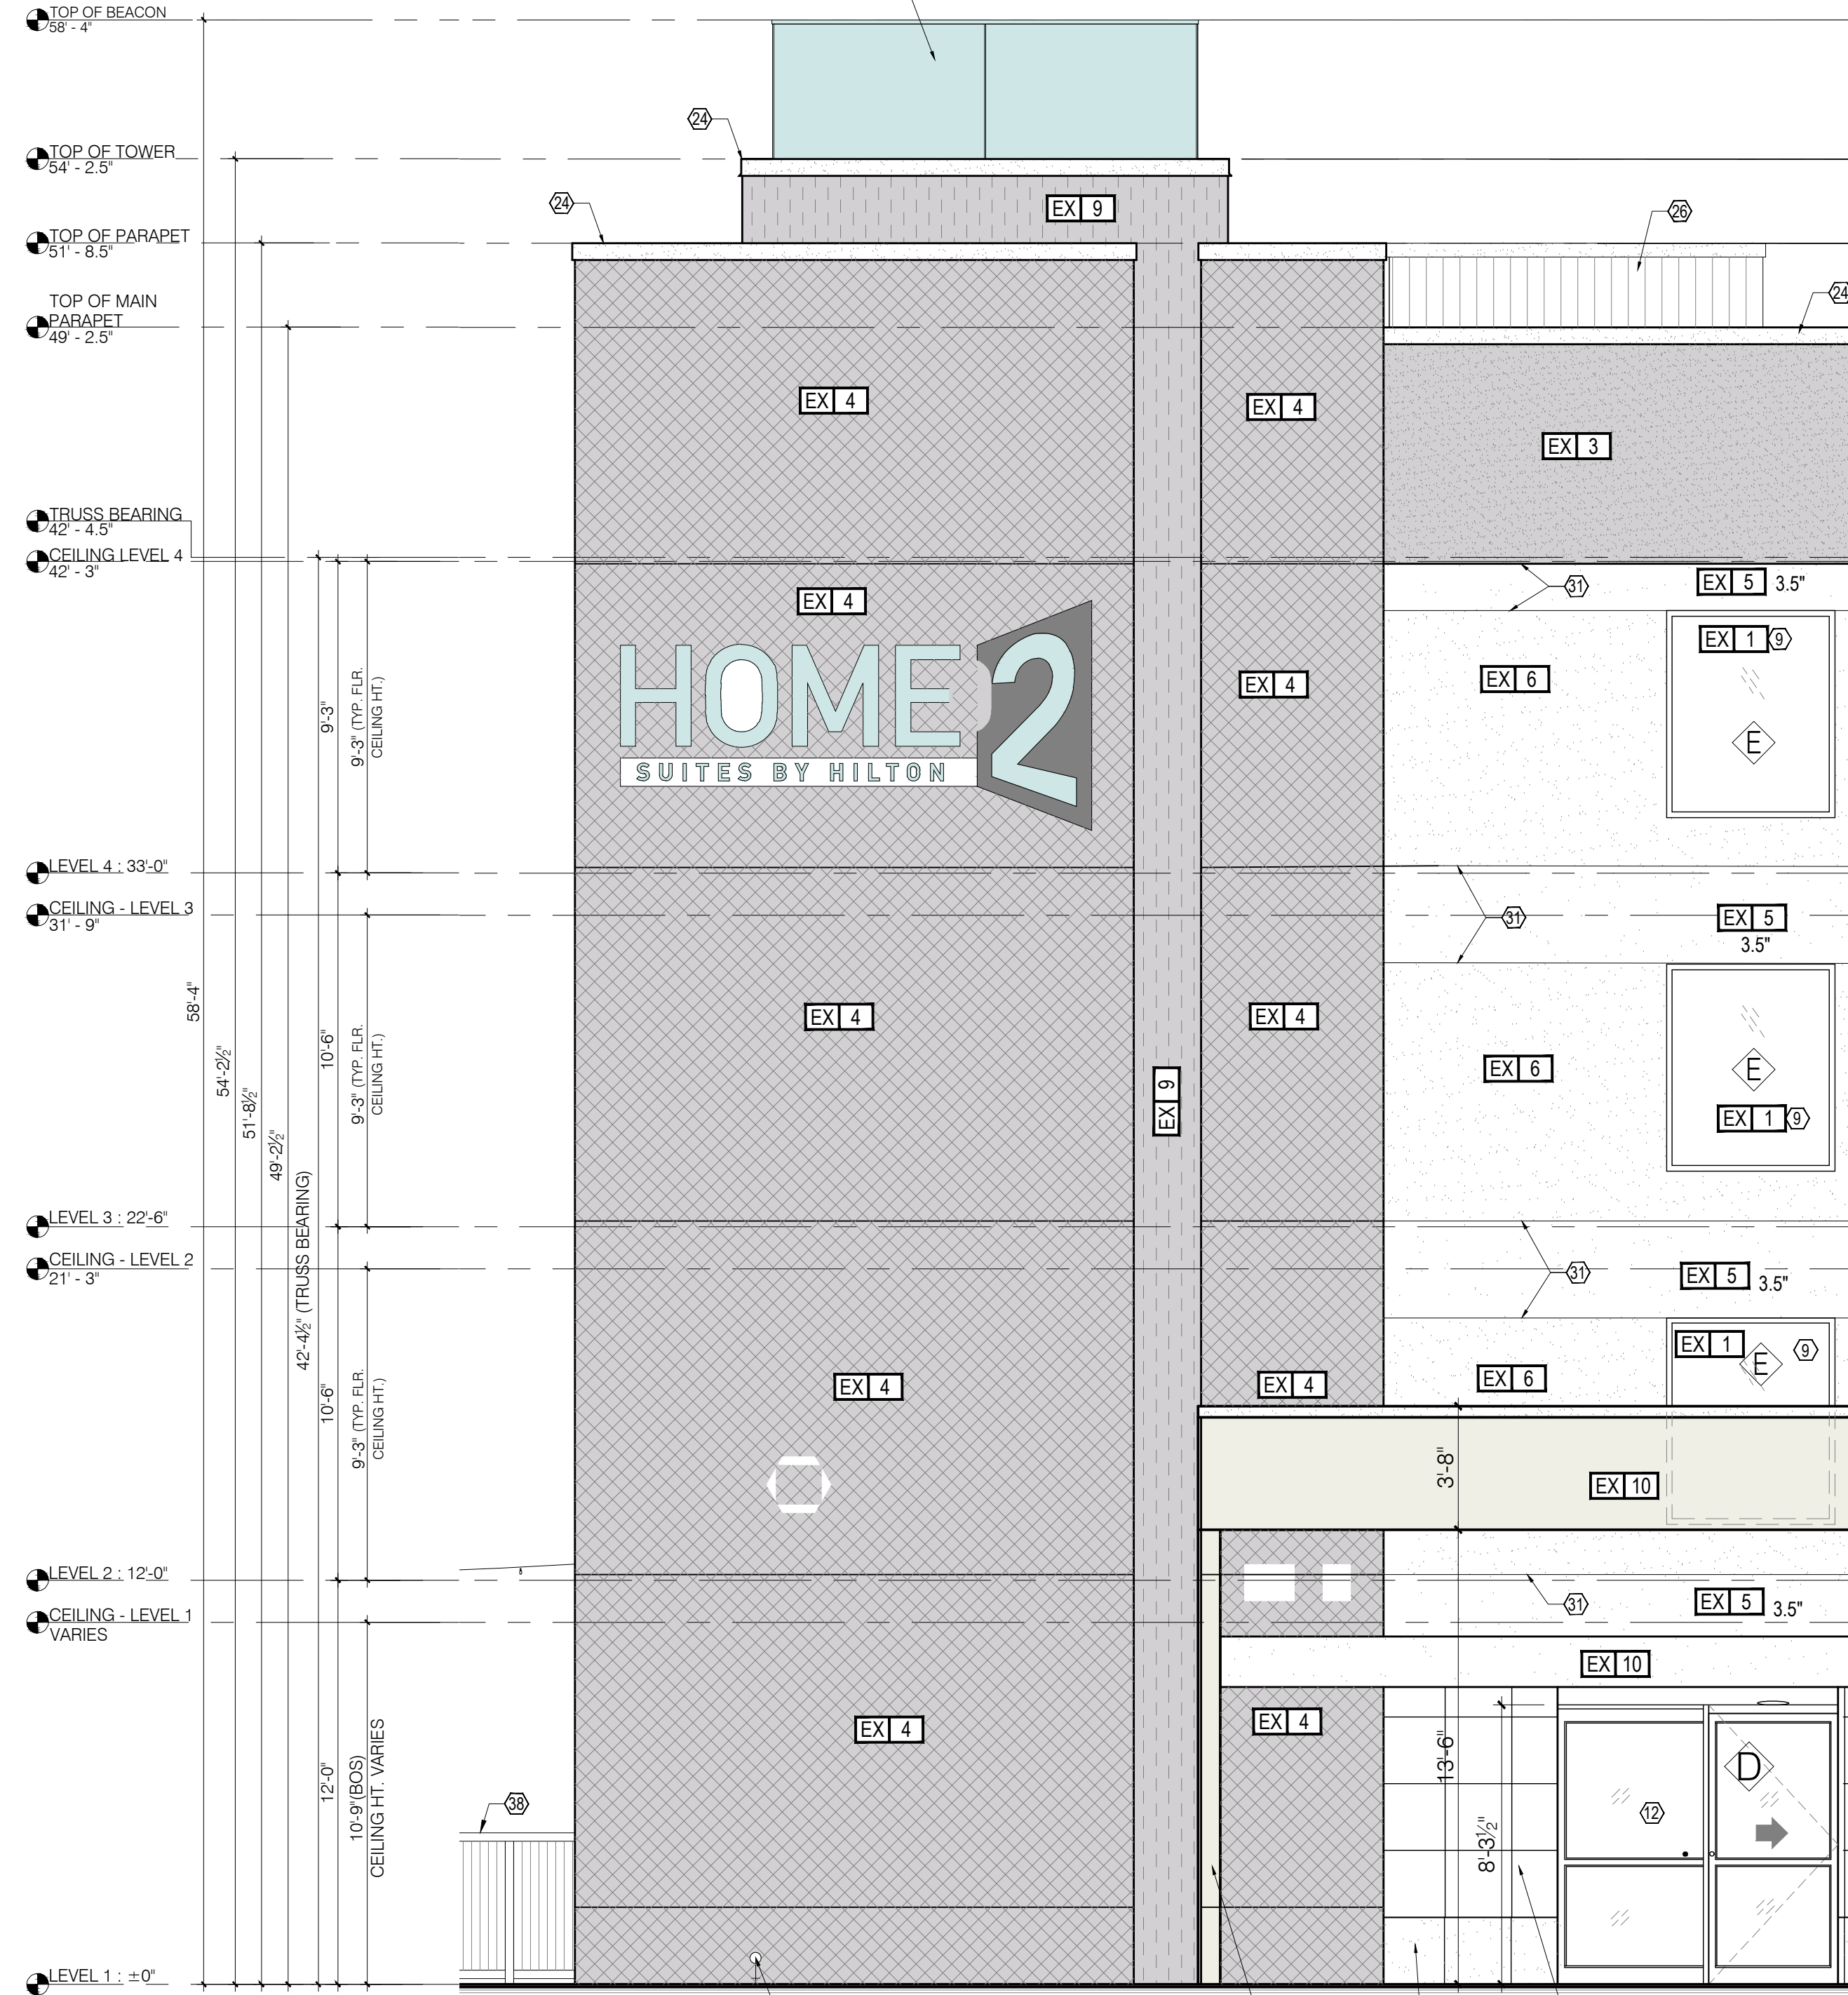 TOP OF BEACON
58' - 4"
24
TOP OF TOWER
54' - 2.5"
24
EX 9
26
TOP OF PARAPET
51' - 8.5"
24
TOP OF MAIN
PARAPET
49' - 2.5"
EX 4
EX 4
EX 3
TRUSS BEARING
42' - 4.5"
CEILING LEVEL 4
42' - 3"
EX 4
31
EX 5 3.5"
EX 1 9
HOME2
SUITES BY HILTON
EX 4
EX 6
E
9'-3"
9'-3" (TYP. FLR.
CEILING HT.)
LEVEL 4 : 33'-0"
CEILING - LEVEL 3
31' - 9"
31
EX 5
3.5"
58'-4"
54'-2½"
51'-8½"
49'-2½"
42'-4½" (TRUSS BEARING)
10'-6"
9'-3" (TYP. FLR.
CEILING HT.)
EX 4
EX 9
EX 4
EX 6
E
EX 1 9
LEVEL 3 : 22'-6"
CEILING - LEVEL 2
21' - 3"
31
EX 5 3.5"
10'-6"
9'-3" (TYP. FLR.
CEILING HT.)
EX 4
EX 4
EX 6
EX 1
E
9
3'-8"
EX 10
LEVEL 2 : 12'-0"
CEILING - LEVEL 1
VARIES
31
EX 5 3.5"
EX 10
12'-0"
10'-9"(BOS)
CEILING HT. VARIES
EX 4
EX 4
13'-6"
8'-3½"
D
12
38
LEVEL 1 : ±0"